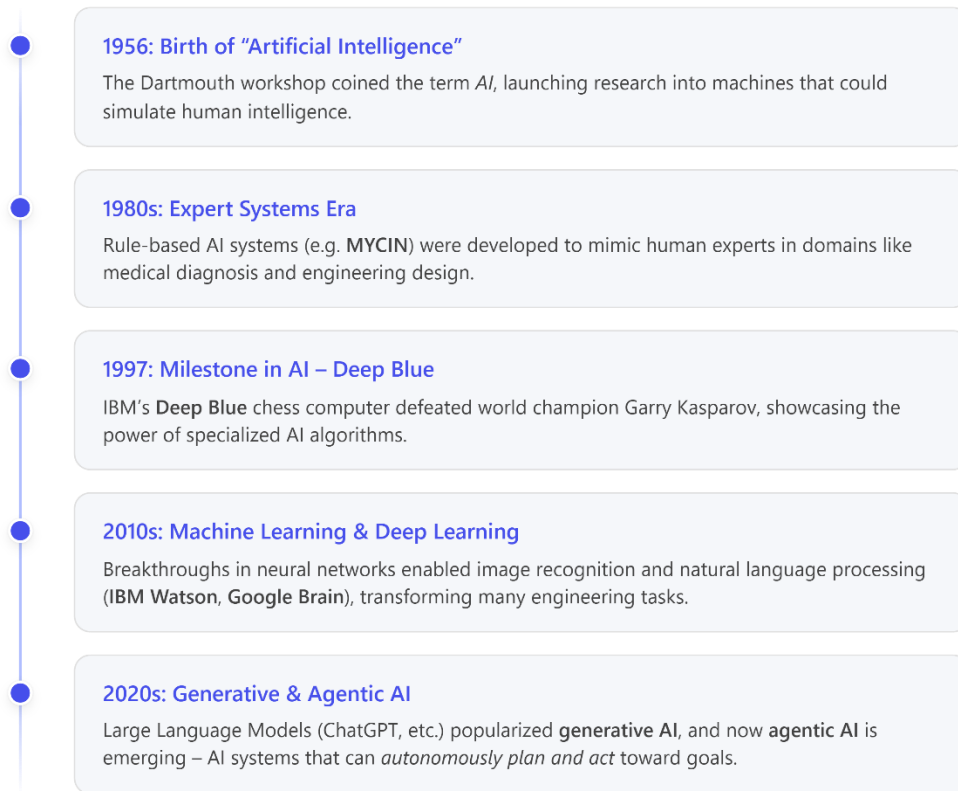 1956: Birth of “Artificial Intelligence”
The Dartmouth workshop coined the term AI, launching research into machines that could
simulate human intelligence.
1980s: Expert Systems Era
Rule-based AI systems (e.g. MYCIN) were developed to mimic human experts in domains like
medical diagnosis and engineering design.
1997: Milestone in AI – Deep Blue
IBM’s Deep Blue chess computer defeated world champion Garry Kasparov, showcasing the
power of specialized AI algorithms.
2010s: Machine Learning & Deep Learning
Breakthroughs in neural networks enabled image recognition and natural language processing
(IBM Watson, Google Brain), transforming many engineering tasks.
2020s: Generative & Agentic AI
Large Language Models (ChatGPT, etc.) popularized generative AI, and now agentic AI is
emerging – AI systems that can autonomously plan and act toward goals.